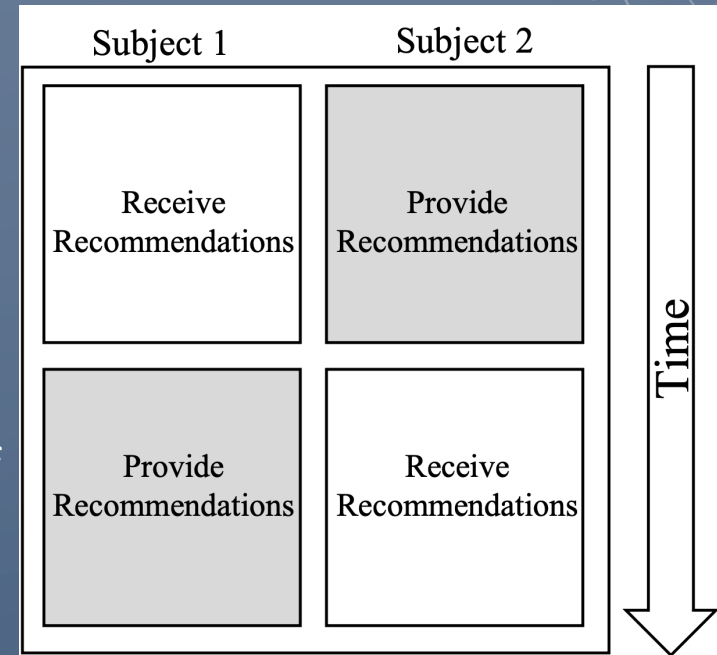 Subject 1
Subject 2
Receive
Recommendations
Provide
Recommendations
Provide
Recommendations
Receive
Recommendations
Time